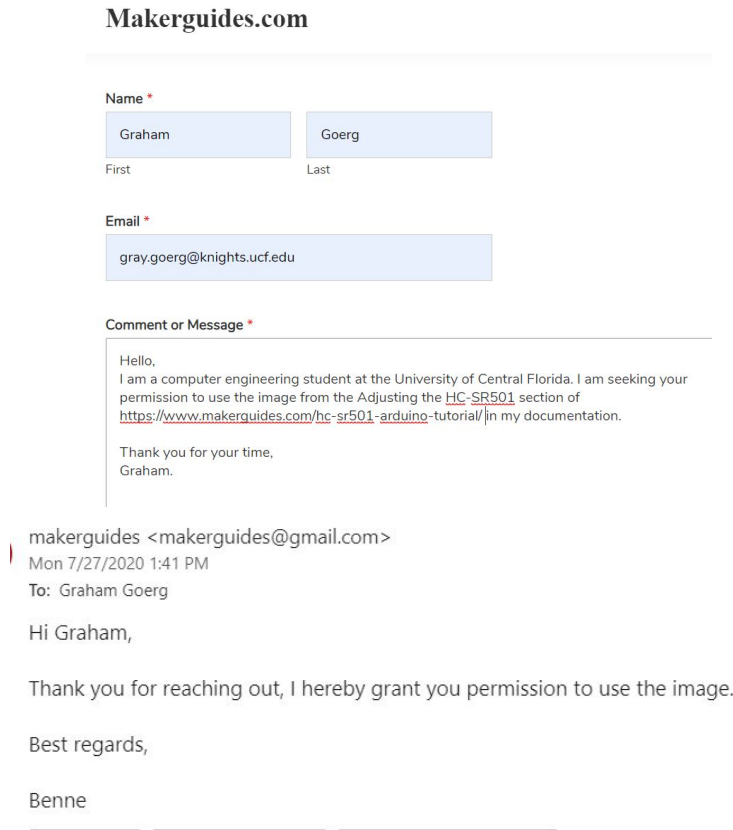 Makerguides.com
Name *
Graham
Goerg
First
Last
Email *
gray.goerg@knights.ucf.edu
Comment or Message *
Hello,
I am a computer engineering student at the University of Central Florida. I am seeking your
permission to use the image from the Adjusting the HC-SR501 section of
https://www.makerguides.com/hc-sr501-arduino-tutorial/ in my documentation.
Thank you for your time,
Graham.
makerguides <makerguides@gmail.com>
Mon 7/27/2020 1:41 PM
To: Graham Goerg
Hi Graham,
Thank you for reaching out, I hereby grant you permission to use the image.
Best regards,
Benne